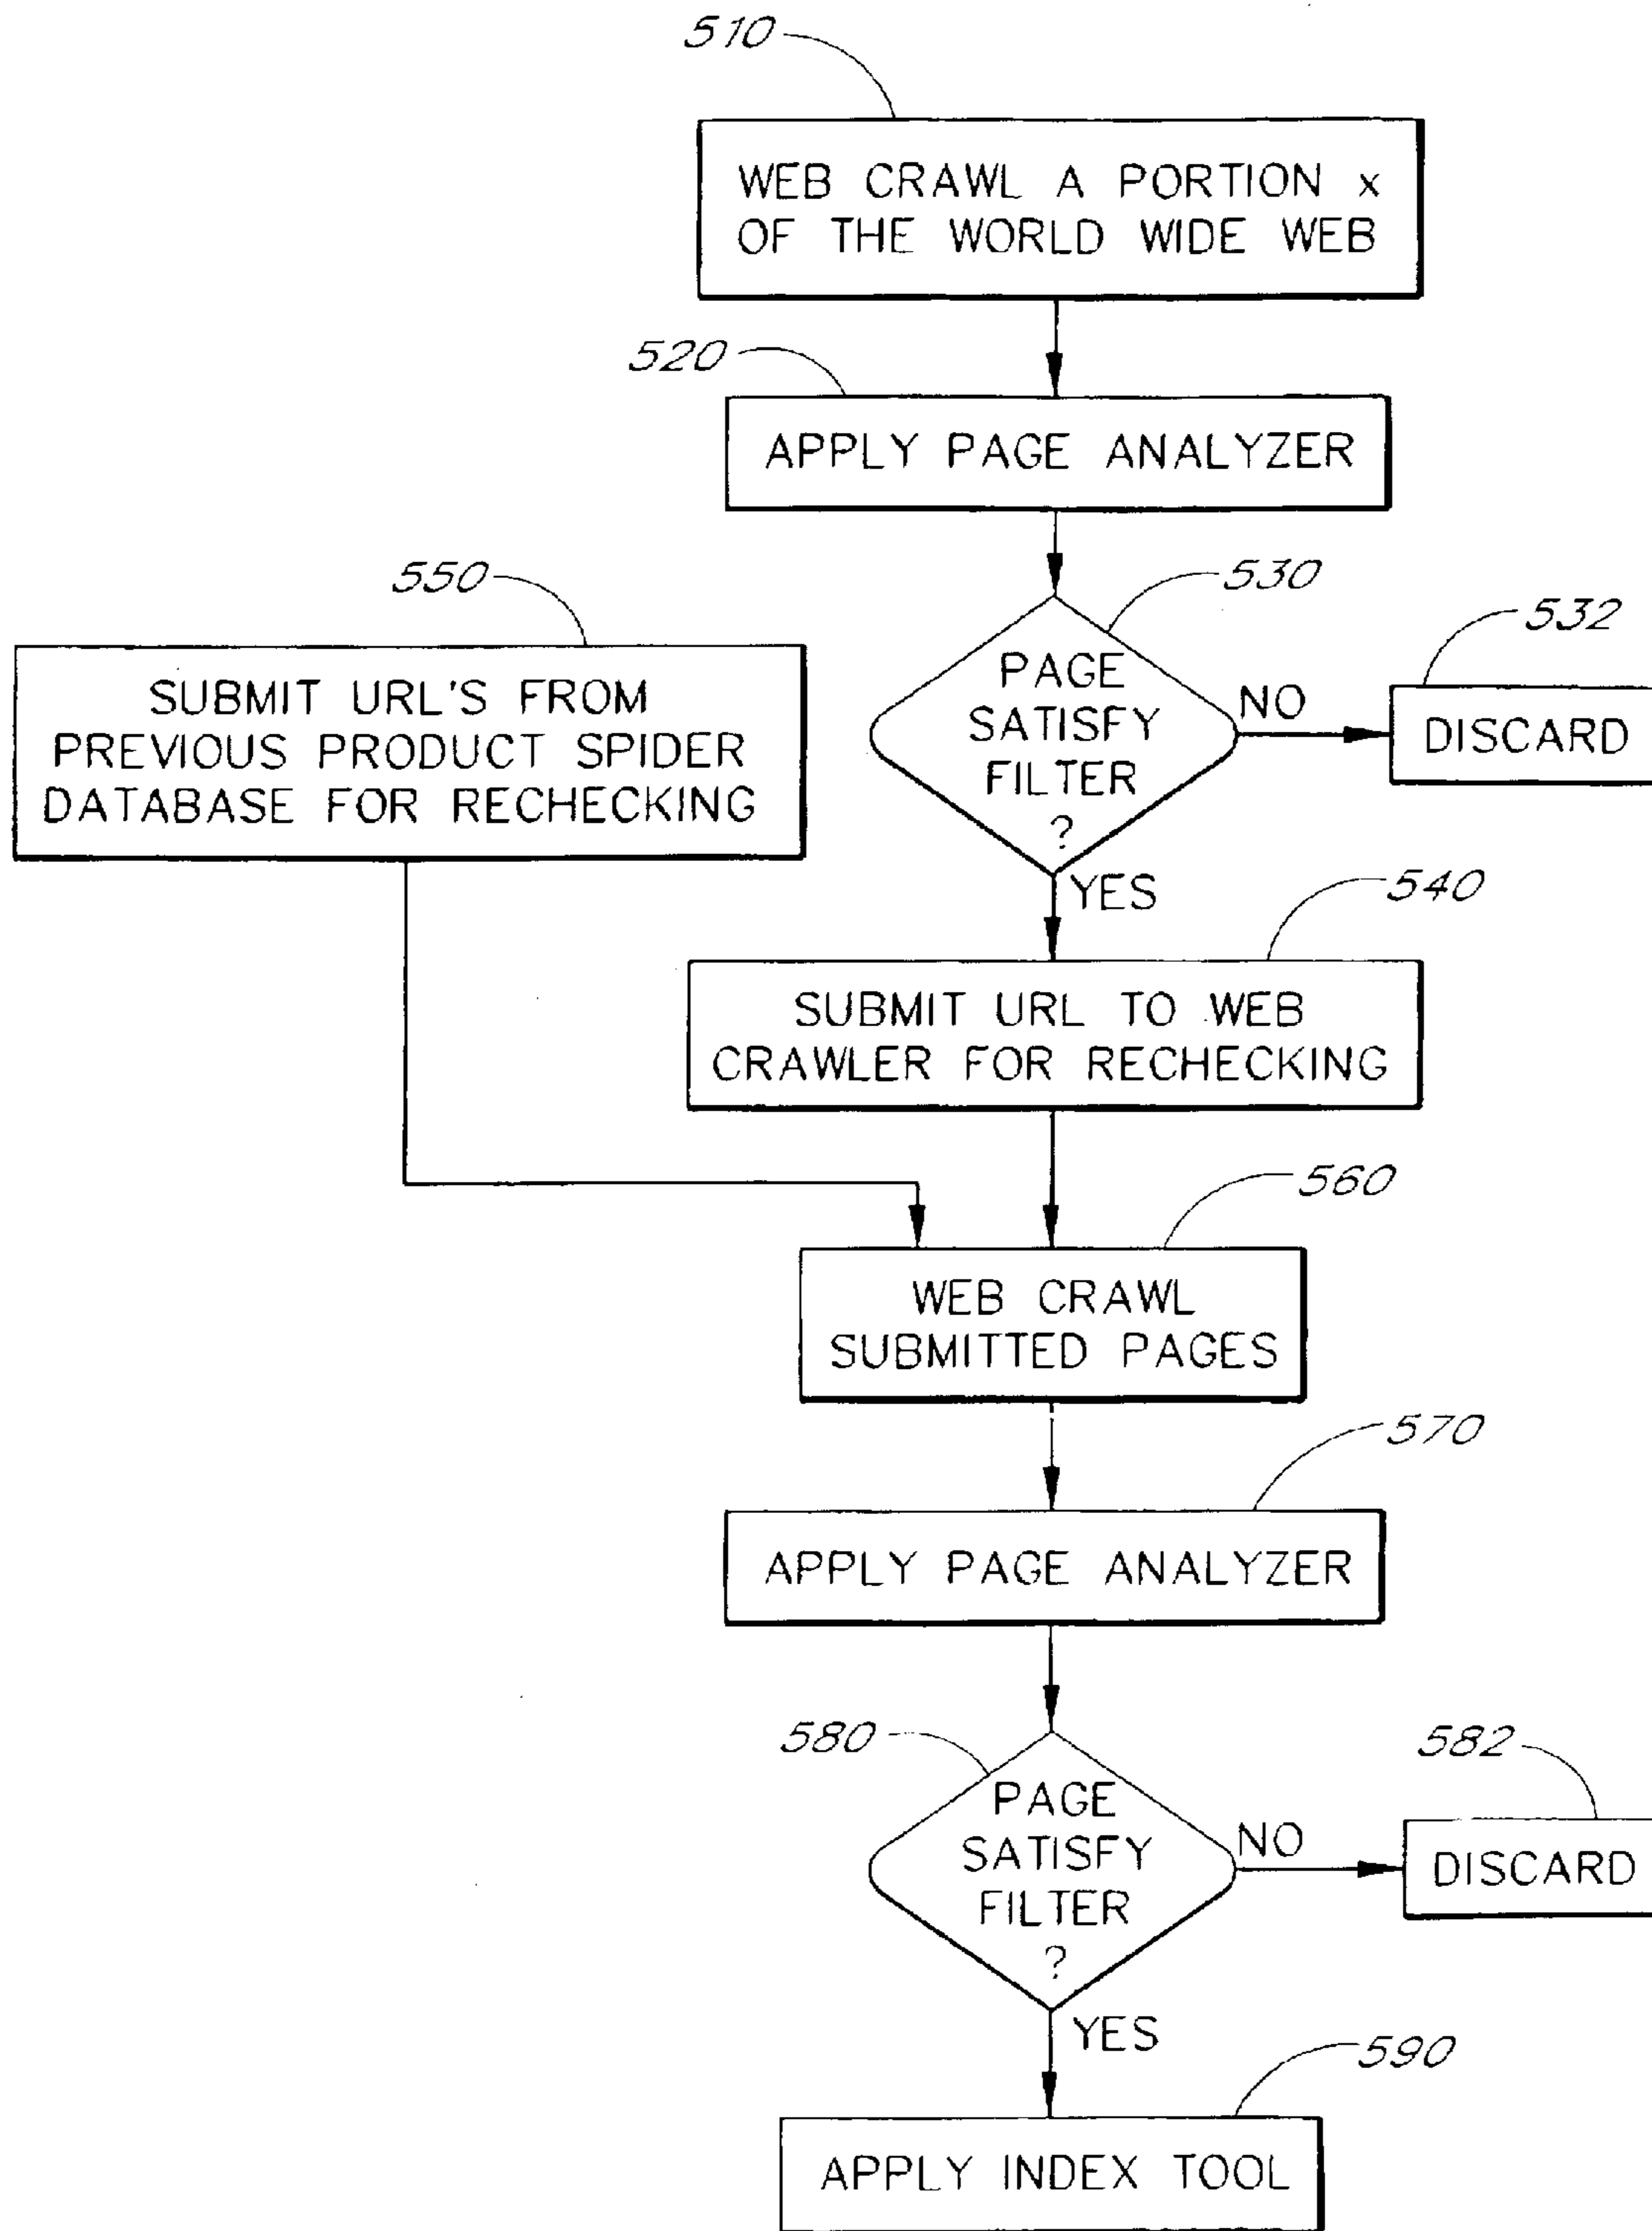 510
WEB CRAWL A PORTION x
OF THE WORLD WIDE WEB
520
APPLY PAGE ANALYZER
530
PAGE
SATISFY
FILTER
?
NO
532
DISCARD
YES
550
SUBMIT URL'S FROM
PREVIOUS PRODUCT SPIDER
DATABASE FOR RECHECKING
540
SUBMIT URL TO WEB
CRAWLER FOR RECHECKING
560
WEB CRAWL
SUBMITTED PAGES
570
APPLY PAGE ANALYZER
580
PAGE
SATISFY
FILTER
?
NO
582
DISCARD
YES
590
APPLY INDEX TOOL